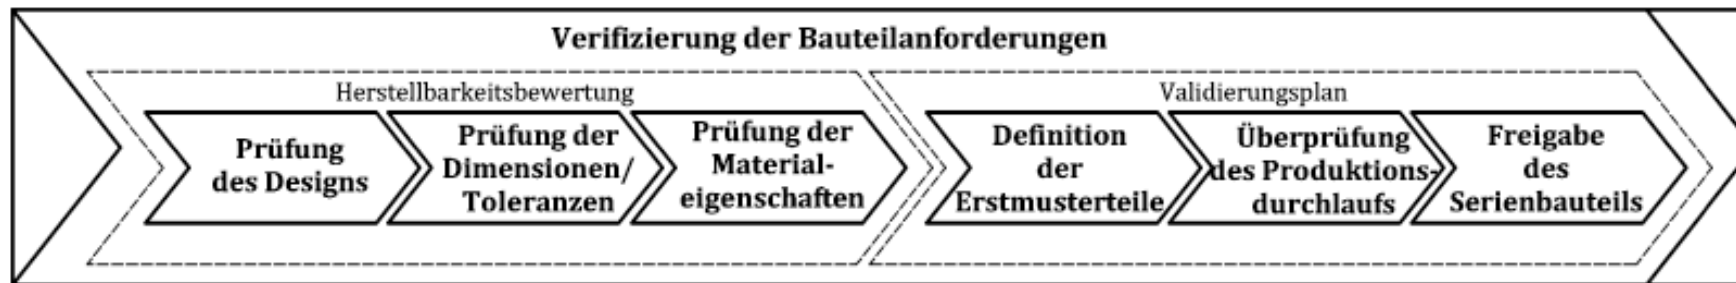 Verifizierung der Bauteilanforderungen
Herstellbarkeitsbewertung
Prüfung
des Designs
Prüfung der
Dimensionen/
Toleranzen
Prüfung der
Material-
eigenschaften
Validierungsplan
Definition
der
Erstmusterteile
Überprüfung
des Produktions-
durchlaufs
Freigabe
des
Serienbauteils